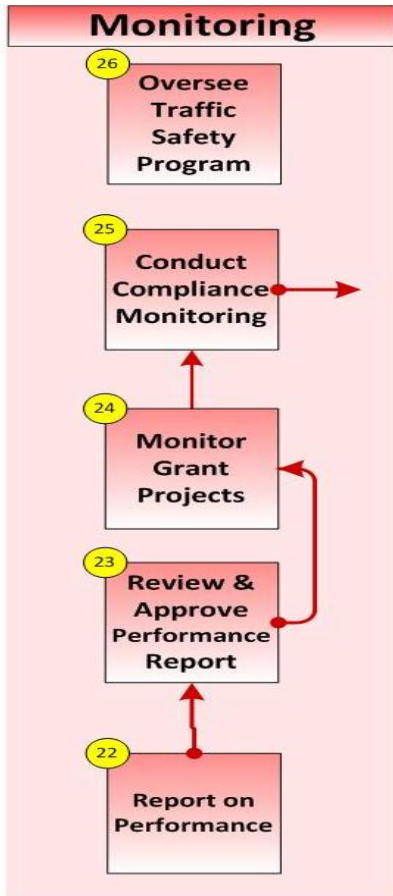 Monitoring
26
Oversee
Traffic
Safety
Program
25
Conduct
Compliance
Monitoring
24
Monitor
Grant
Projects
23
Review &
Approve
Performance
Report
22
Report on
Performance